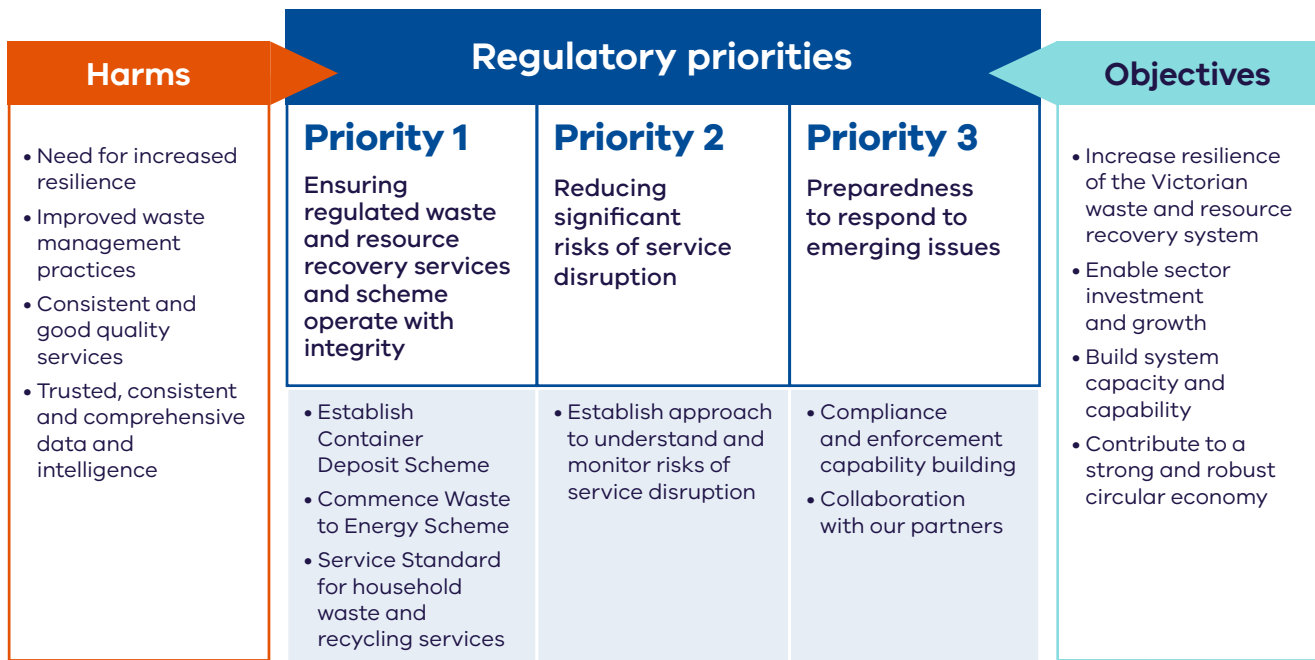 Harms
• Need for increased
resilience
• Improved waste
management
practices
• Consistent and
good quality
services
• Trusted, consistent
and comprehensive
data and
intelligence
Regulatory priorities
Priority 1
Ensuring
regulated waste
and resource
recovery services
and scheme
operate with
integrity
• Establish
Container
Deposit Scheme
• Commence Waste
to Energy Scheme
• Service Standard
for household
waste and
recycling services
Priority 2
Reducing
significant
risks of service
disruption
• Establish approach
to understand and
monitor risks of
service disruption
Priority 3
Preparedness
to respond to
emerging issues
• Compliance
and enforcement
capability building
• Collaboration
with our partners
Objectives
• Increase resilience
of the Victorian
waste and resource
recovery system
• Enable sector
investment
and growth
• Build system
capacity and
capability
• Contribute to a
strong and robust
circular economy